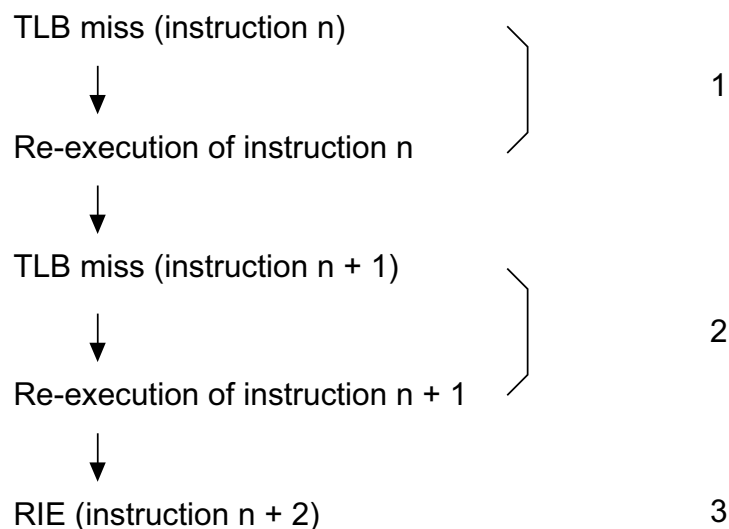 TLB miss (instruction n)
1
Re-execution of instruction n
TLB miss (instruction n + 1)
2
Re-execution of instruction n + 1
RIE (instruction n + 2) 3